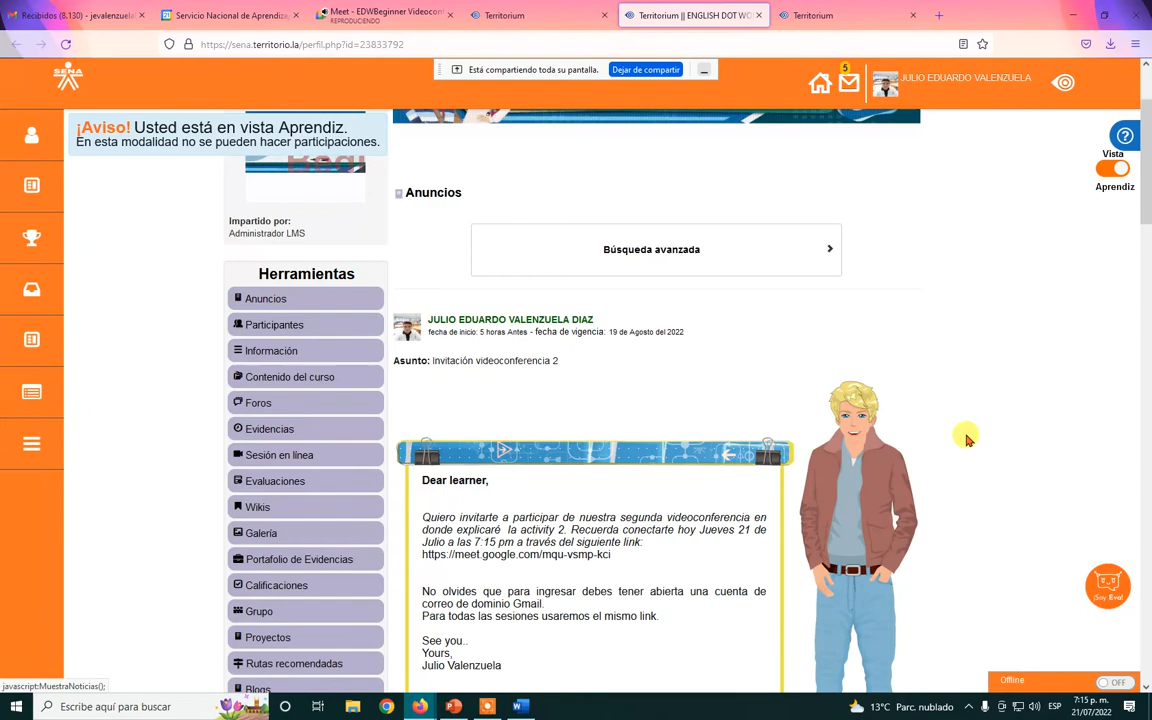 Recibidos (8.130) - jevalenzuela
Servicio Nacional de Aprendizaje
Meet - EDWBeginner Videoconf
REPRODUCIENDO
Territorium
Territorium || ENGLISH DOT WO
Territorium
https://sena.territorio.la/perfil.php?id=23833792
Está compartiendo toda su pantalla.
Dejar de compartir
SENA
5
JULIO EDUARDO VALENZUELA
¡Aviso! Usted está en vista Aprendiz.
En esta modalidad no se pueden hacer participaciones.
Vista
Aprendiz
Impartido por:
Administrador LMS
Anuncios
Búsqueda avanzada
Herramientas
Anuncios
Participantes
Información
Contenido del curso
Foros
Evidencias
Sesión en línea
Evaluaciones
Wikis
Galería
Portafolio de Evidencias
Calificaciones
Grupo
Proyectos
Rutas recomendadas
Blogs
JULIO EDUARDO VALENZUELA DIAZ
fecha de inicio: 5 horas Antes - fecha de vigencia: 19 de Agosto del 2022
Asunto: Invitación videoconferencia 2
Dear learner,
Quiero invitarte a participar de nuestra segunda videoconferencia en
donde explicaré la activity 2. Recuerda conectarte hoy Jueves 21 de
Julio a las 7:15 pm a través del siguiente link:
https://meet.google.com/mqu-vsmp-kci
No olvides que para ingresar debes tener abierta una cuenta de
correo de dominio Gmail.
Para todas las sesiones usaremos el mismo link.
See you..
Yours,
Julio Valenzuela
¡Soy Eva!
Offline
OFF
javascript:MuestraNoticias();
Escribe aquí para buscar
13°C Parc. nublado
ESP
7:15 p. m.
21/07/2022